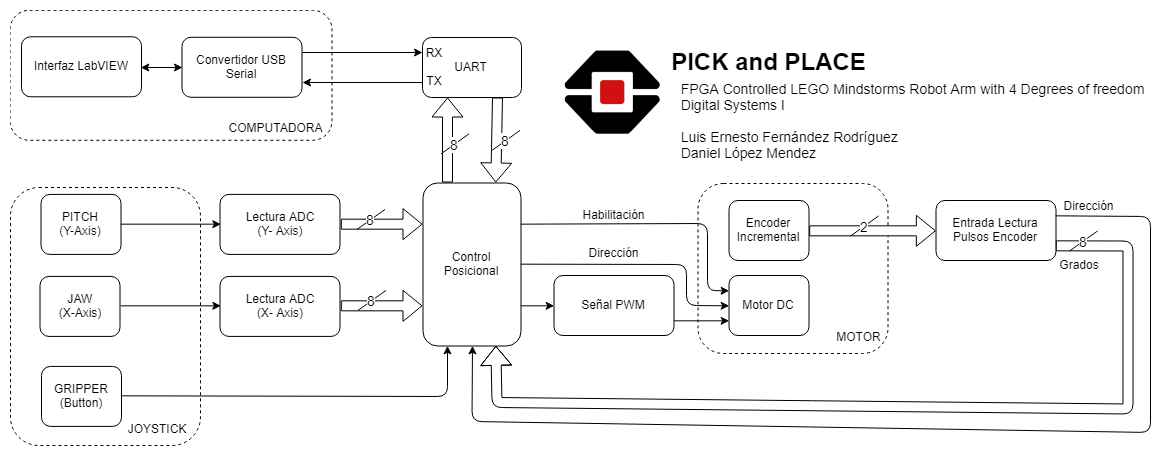 Interfaz LabVIEW
Convertidor USB
Serial
COMPUTADORA
RX
TX
UART
PICK and PLACE
FPGA Controlled LEGO Mindstorms Robot Arm with 4 Degrees of freedom
Digital Systems I
Luis Ernesto Fernández Rodríguez
Daniel López Mendez
8
8
PITCH
(Y-Axis)
Lectura ADC
(Y- Axis)
8
JAW
(X-Axis)
Lectura ADC
(X- Axis)
8
GRIPPER
(Button)
JOYSTICK
Control
Posicional
Habilitación
Dirección
Señal PWM
Encoder
Incremental
Motor DC
MOTOR
2
Entrada Lectura
Pulsos Encoder
Dirección
8
Grados